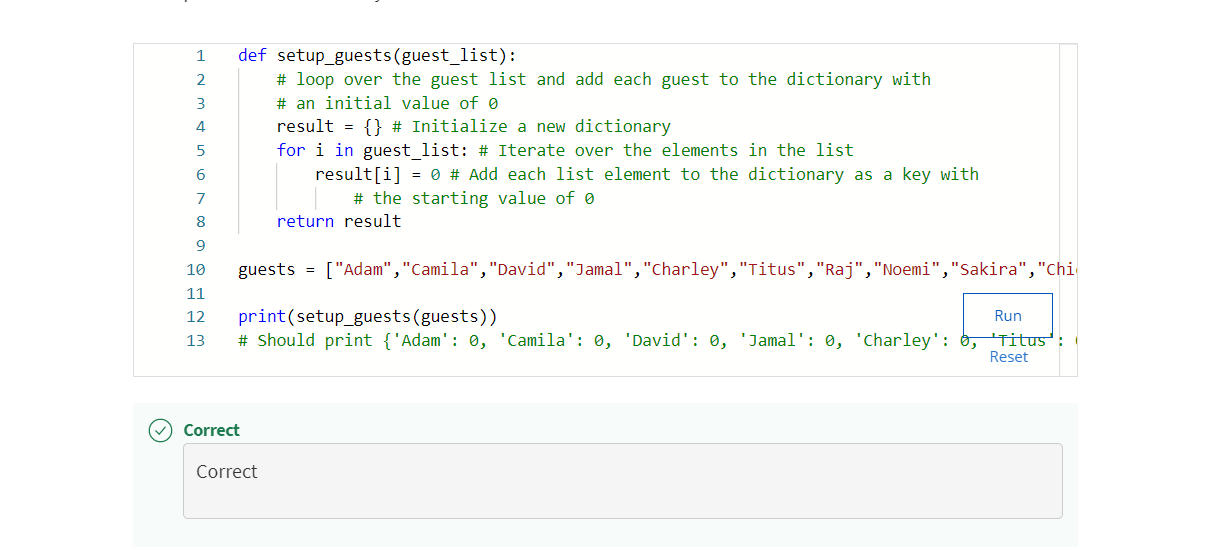 1 def setup_guests(guest_list):
2 # loop over the guest list and add each guest to the dictionary with
3 # an initial value of 0
4 result = {} # Initialize a new dictionary
5 for i in guest_list: # Iterate over the elements in the list
6 result[i] = 0 # Add each list element to the dictionary as a key with
7 # the starting value of 0
8 return result
9
10 guests = ["Adam","Camila","David","Jamal","Charley","Titus","Raj","Noemi","Sakira","Chi
11
12 print(setup_guests(guests))
Run
13 # Should print {'Adam': 0, 'Camila': 0, 'David': 0, 'Jamal': 0, 'Charley': 0, 'Titus':
Reset
Correct
Correct